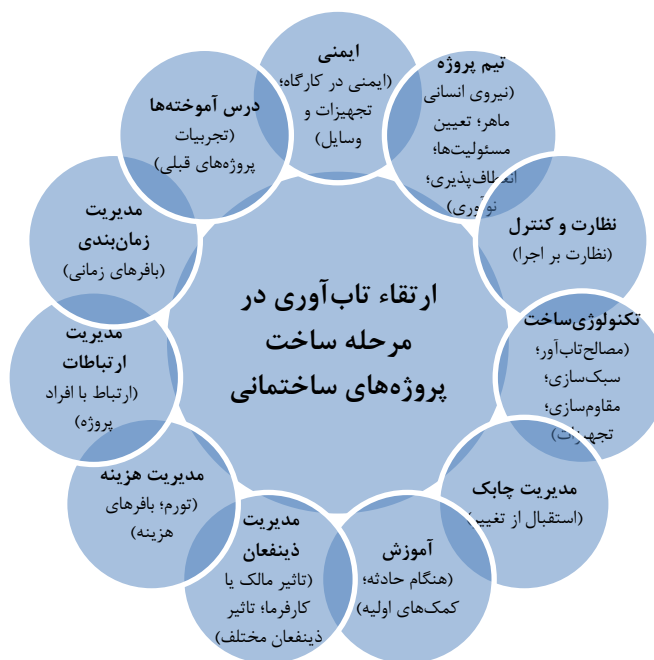 ارتقاء تاب‌آوری در
مرحله ساخت
پروژه‌های ساختمانی
ایمنی
(ایمنی در کارگاه؛
تجهیزات و
وسایل)
تیم پروژه
(نیروی انسانی
ماهر؛ تعیین
مسئولیت‌ها؛
انعطاف‌پذیری؛
نوآوری)
نظارت و کنترل
(نظارت بر اجرا)
تکنولوژی‌ساخت
(مصالح‌تاب‌آور؛
سبک‌سازی؛
مقاوم‌سازی؛
تجهیزات)
مدیریت چابک
(استقبال از تغییر)
آموزش
(هنگام حادثه؛
کمک‌های اولیه)
مدیریت
ذینفعان
(تاثیر مالک یا
کارفرما؛ تاثیر
ذینفعان مختلف)
مدیریت هزینه
(تورم؛ بافرهای
هزینه)
مدیریت
ارتباطات
(ارتباط با افراد
پروژه)
مدیریت
زمان‌بندی
(بافرهای زمانی)
درس آموخته‌ها
(تجربیات
پروژه‌های قبلی)